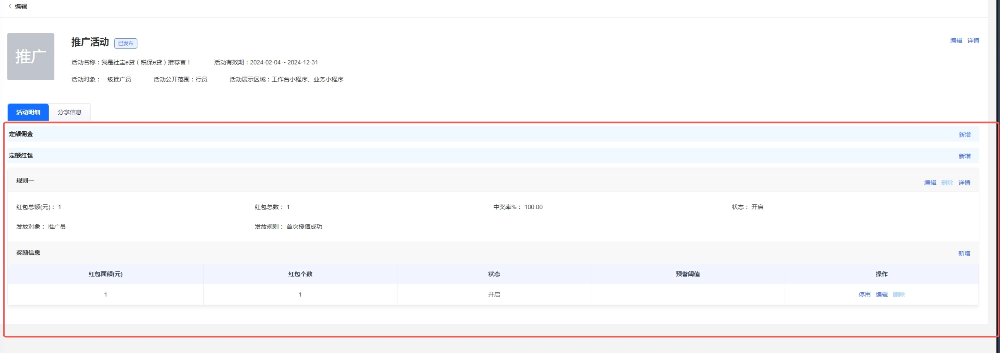 编辑
推广
推广活动 已发布 编辑 详情
活动名称：我是社宝e贷（税保e贷）推荐官！ 活动有效期：2024-02-04 ~ 2024-12-31
活动对象：一级推广员 活动公开范围：行员 活动展示区域：工作台小程序、业务小程序
活动明细 分享信息
定额佣金 新增
定额红包 新增
规则一 编辑 删除 详情
红包总额(元)： 1 红包总数： 1 中奖率%： 100.00 状态： 开启
发放对象： 推广员 发放规则： 首次授信成功
奖励信息 新增
红包面额(元) 红包个数 状态 预警阈值 操作
1 1 开启 停用 编辑 删除